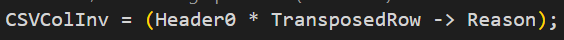 CSVColInv = (Header0 * TransposedRow -> Reason);